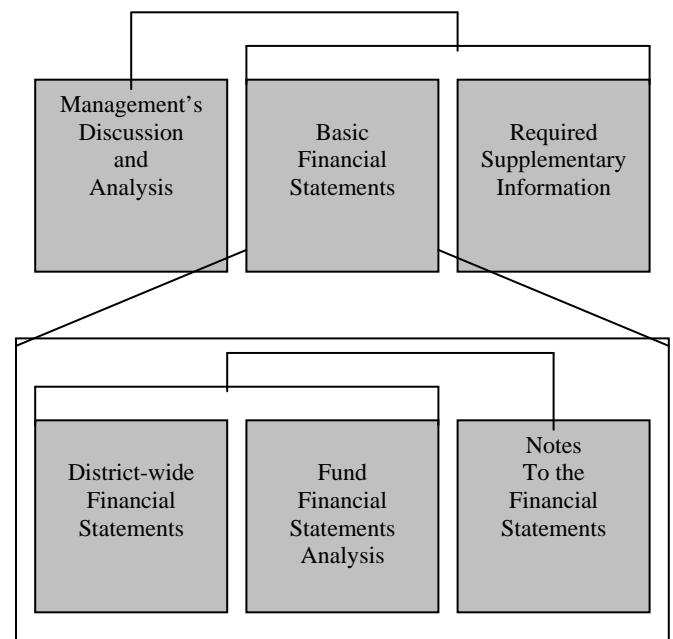 Management’s
Discussion
and
Analysis
Basic
Financial
Statements
Required
Supplementary
Information
District-wide
Financial
Statements
Fund
Financial
Statements
Analysis
Notes
To the
Financial
Statements